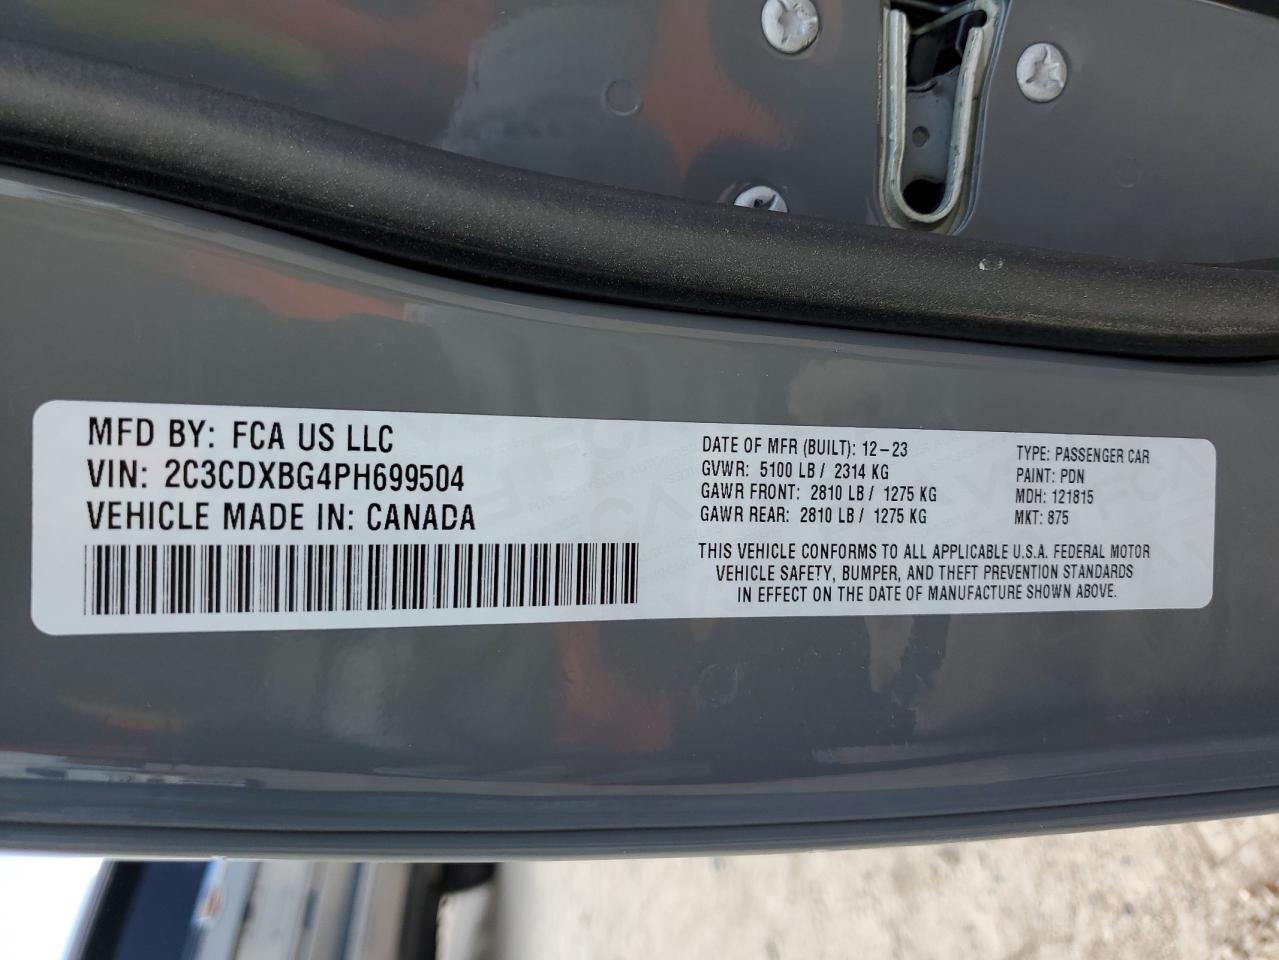 MFD BY: FCA US LLC
VIN: 2C3CDXBG4PH699504
VEHICLE MADE IN: CANADA
DATE OF MFR (BUILT): 12-23
GVWR: 5100 LB / 2314 KG
GAWR FRONT: 2810 LB / 1275 KG
GAWR REAR: 2810 LB / 1275 KG
TYPE: PASSENGER CAR
PAINT: PDN
MDH: 121815
MKT: 875
THIS VEHICLE CONFORMS TO ALL APPLICABLE U.S.A. FEDERAL MOTOR
VEHICLE SAFETY, BUMPER, AND THEFT PREVENTION STANDARDS
IN EFFECT ON THE DATE OF MANUFACTURE SHOWN ABOVE.